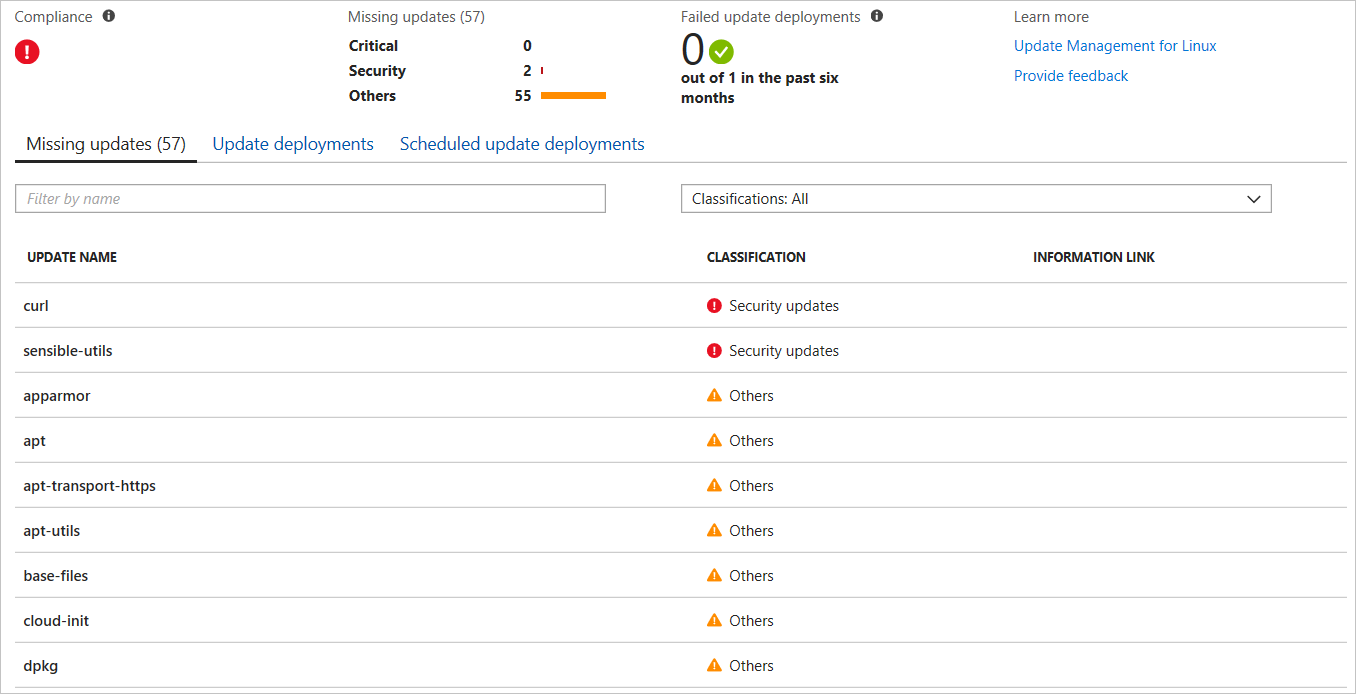 Compliance
Missing updates (57)
Critical 0
Security 2
Others 55
Failed update deployments
0
out of 1 in the past six
months
Learn more
Update Management for Linux
Provide feedback
Missing updates (57) Update deployments Scheduled update deployments
Filter by name Classifications: All
UPDATE NAME CLASSIFICATION INFORMATION LINK
curl Security updates
sensible-utils Security updates
apparmor Others
apt Others
apt-transport-https Others
apt-utils Others
base-files Others
cloud-init Others
dpkg Others